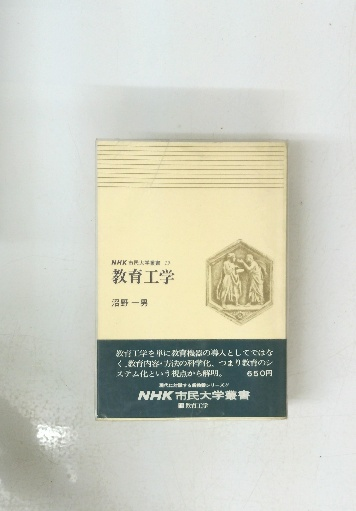 NHK市民大学叢書
教育工学
沼野一男
教育工学を単に教育機器の導入としてではな
く、教育内容・方法の科学化、つまり教育のシ
ステム化という視点から解明。 650円
NHK市民大学叢書
教育工学